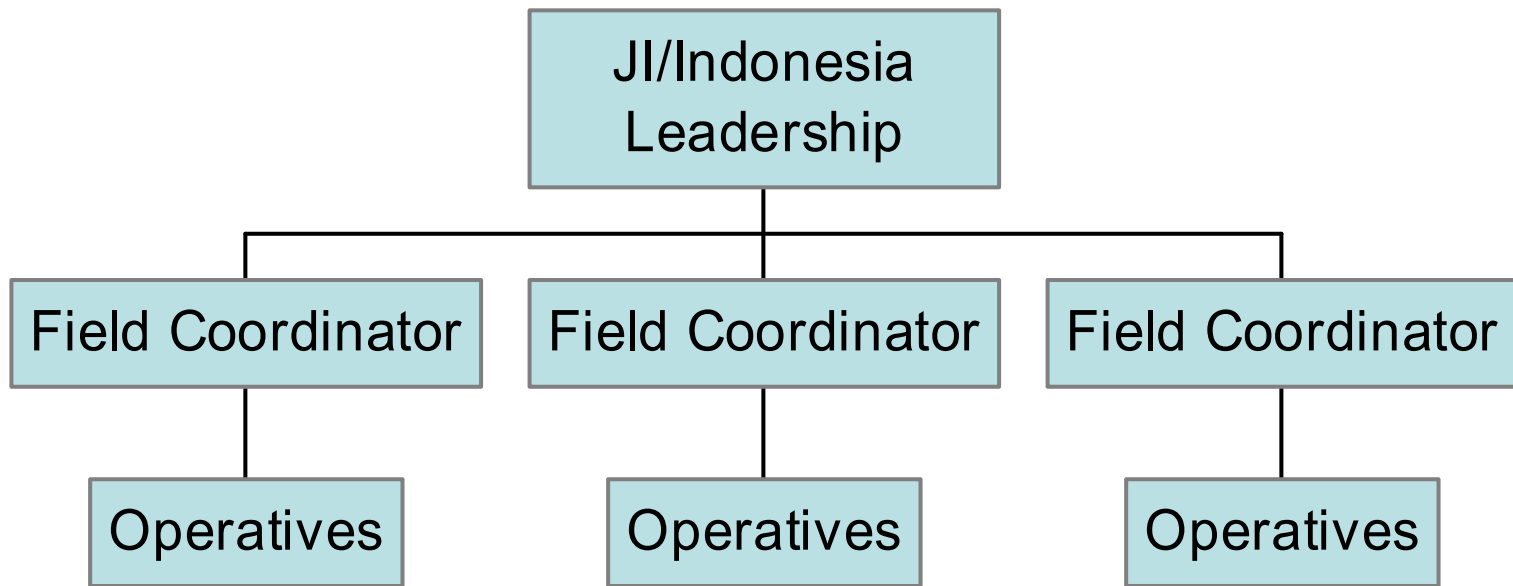 JI/Indonesia
Leadership
Field Coordinator
Field Coordinator
Field Coordinator
Operatives
Operatives
Operatives